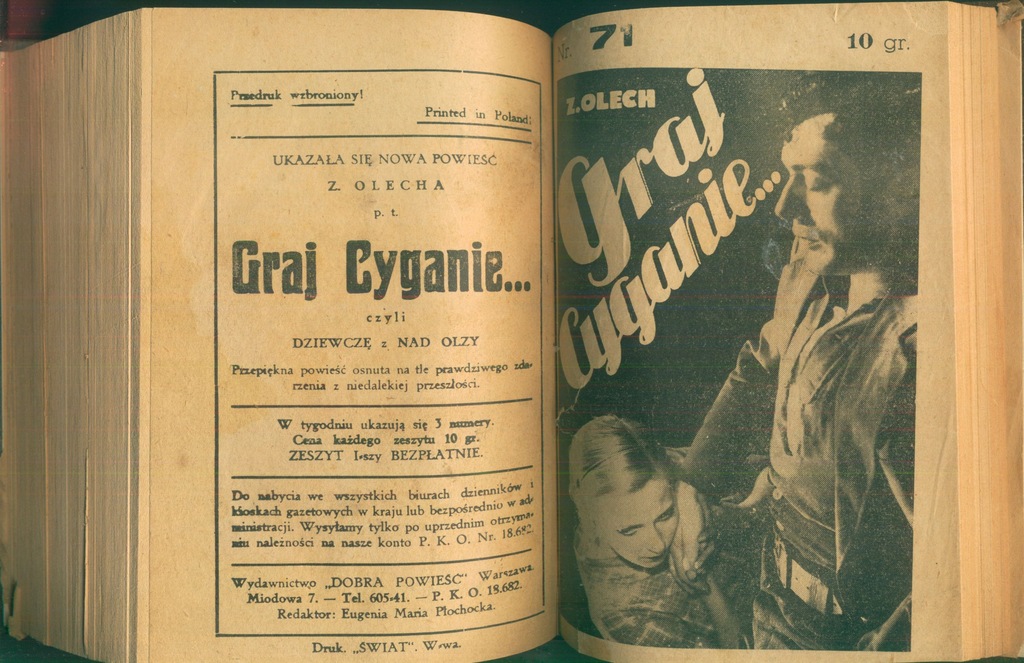 Przedruk wzbroniony!
Printed in Poland;
UKAZAŁA SIĘ NOWA POWIEŚĆ
Z. OLECHA
p. t.
Graj Cyganie...
czyli
DZIEWCZĘ z NAD OLZY
Przepiękna powieść osnuta na tle prawdziwego zda-
rzenia z niedalekiej przeszłości.
W tygodniu ukazują się 3 numery.
Cena każdego zeszytu 10 gr.
ZESZYT I-szy BEZPŁATNIE.
Do nabycia we wszystkich biurach dzienników i
kioskach gazetowych w kraju lub bezpośrednio w ad-
ministracji. Wysyłamy tylko po uprzednim otrzyma-
niu należności na nasze konto P. K. O. Nr. 18.682.
Wydawnictwo „DOBRA POWIEŚĆ" Warszawa
Miodowa 7. — Tel. 605-41. — P. K. O. 18.682.
Redaktor: Eugenia Maria Płochocka.
Druk. „ŚWIAT". W-wa.
Nr. 71
10 gr.
Z. OLECH
Graj
Cyganie...